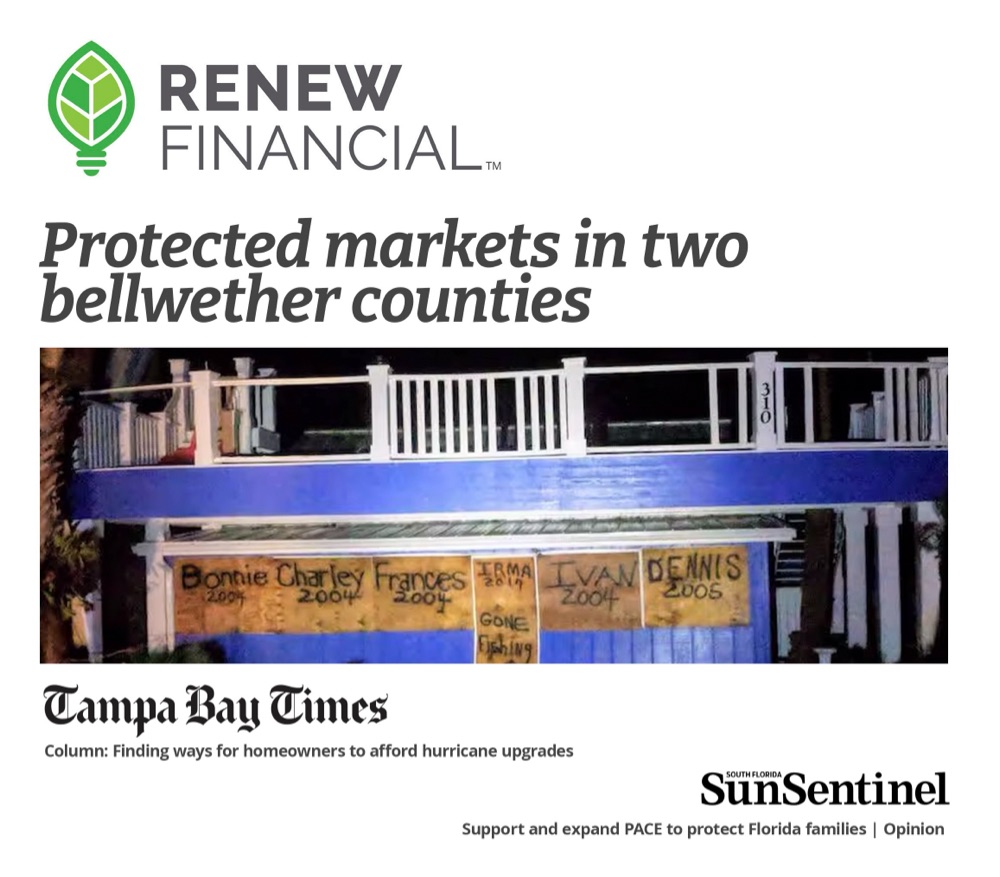 RENEW
FINANCIAL™
Protected markets in two
bellwether counties
310
Bonnie Charley Frances IRMA IVAN DENNIS
2004 2004 2004 2017 2004 2005
GONE
Fishing
Tampa Bay Times
Column: Finding ways for homeowners to afford hurricane upgrades
SOUTH FLORIDA
SunSentinel
Support and expand PACE to protect Florida families | Opinion